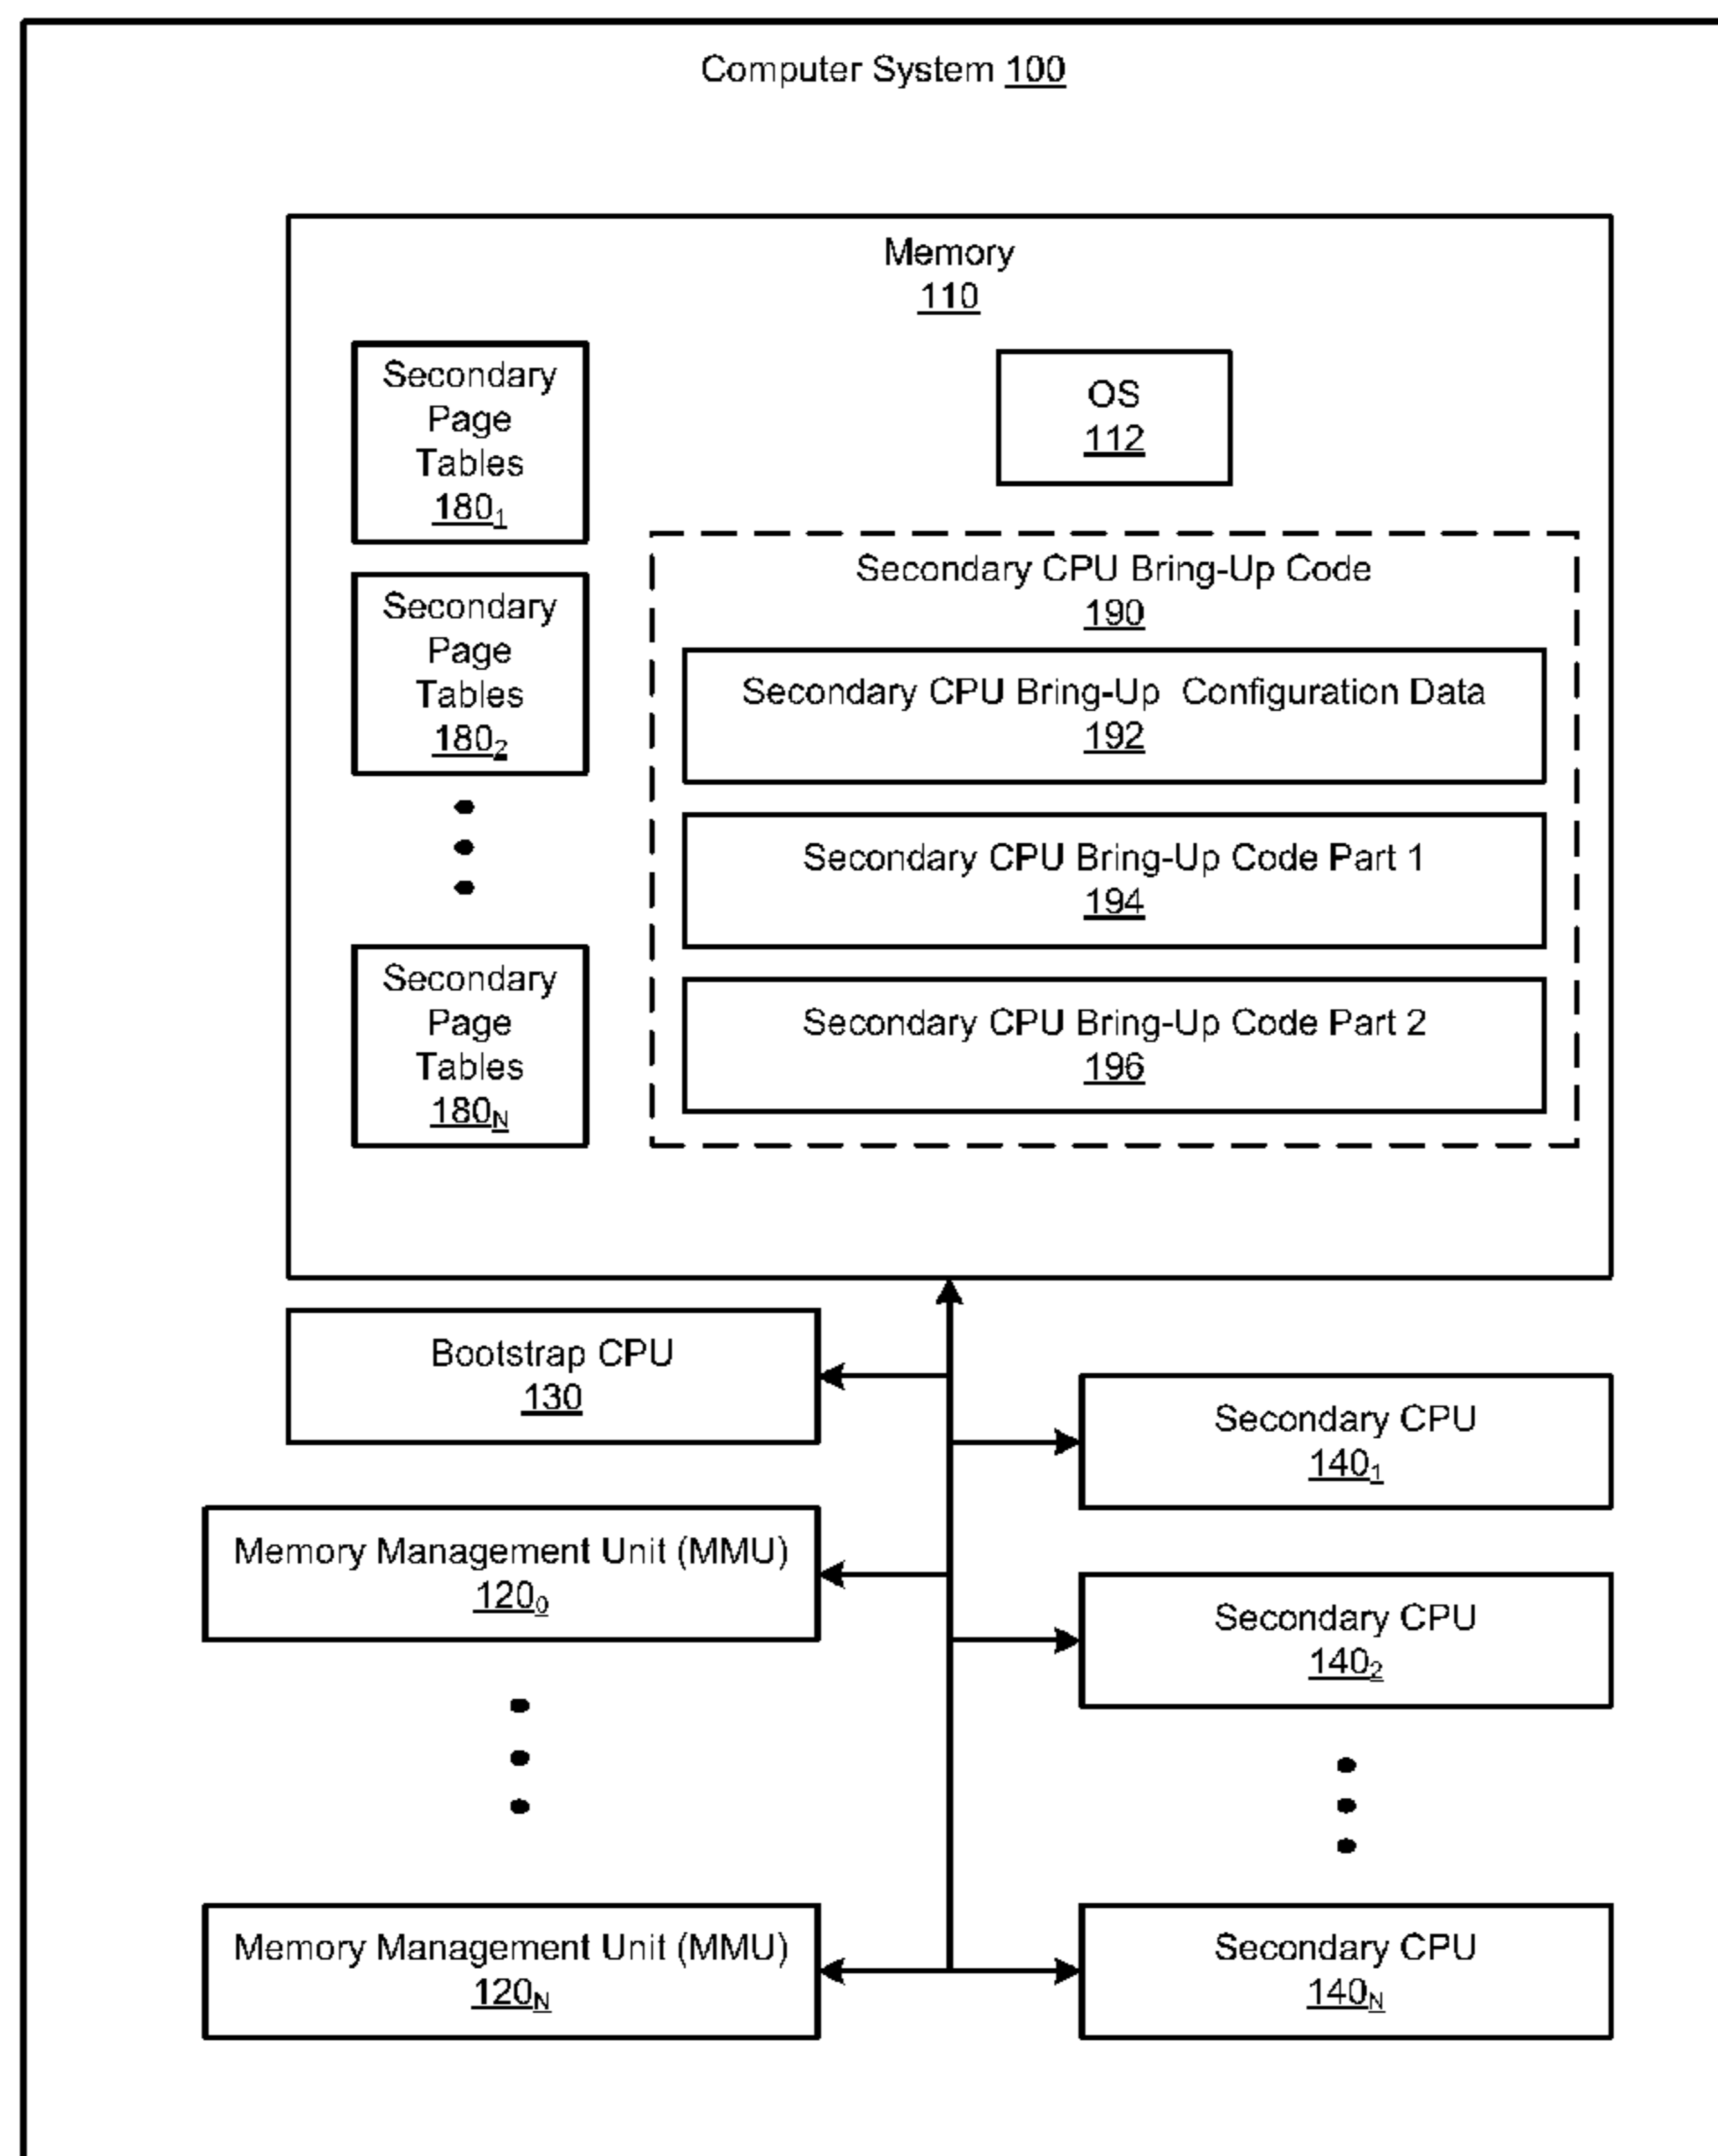 Computer System 100
Memory
110
Secondary
Page
Tables
180₁
OS
112
Secondary
Page
Tables
180₂
Secondary
Page
Tables
180_N
Secondary CPU Bring-Up Code
190
Secondary CPU Bring-Up Configuration Data
192
Secondary CPU Bring-Up Code Part 1
194
Secondary CPU Bring-Up Code Part 2
196
Bootstrap CPU
130
Memory Management Unit (MMU)
120₀
Memory Management Unit (MMU)
120_N
Secondary CPU
140₁
Secondary CPU
140₂
Secondary CPU
140_N